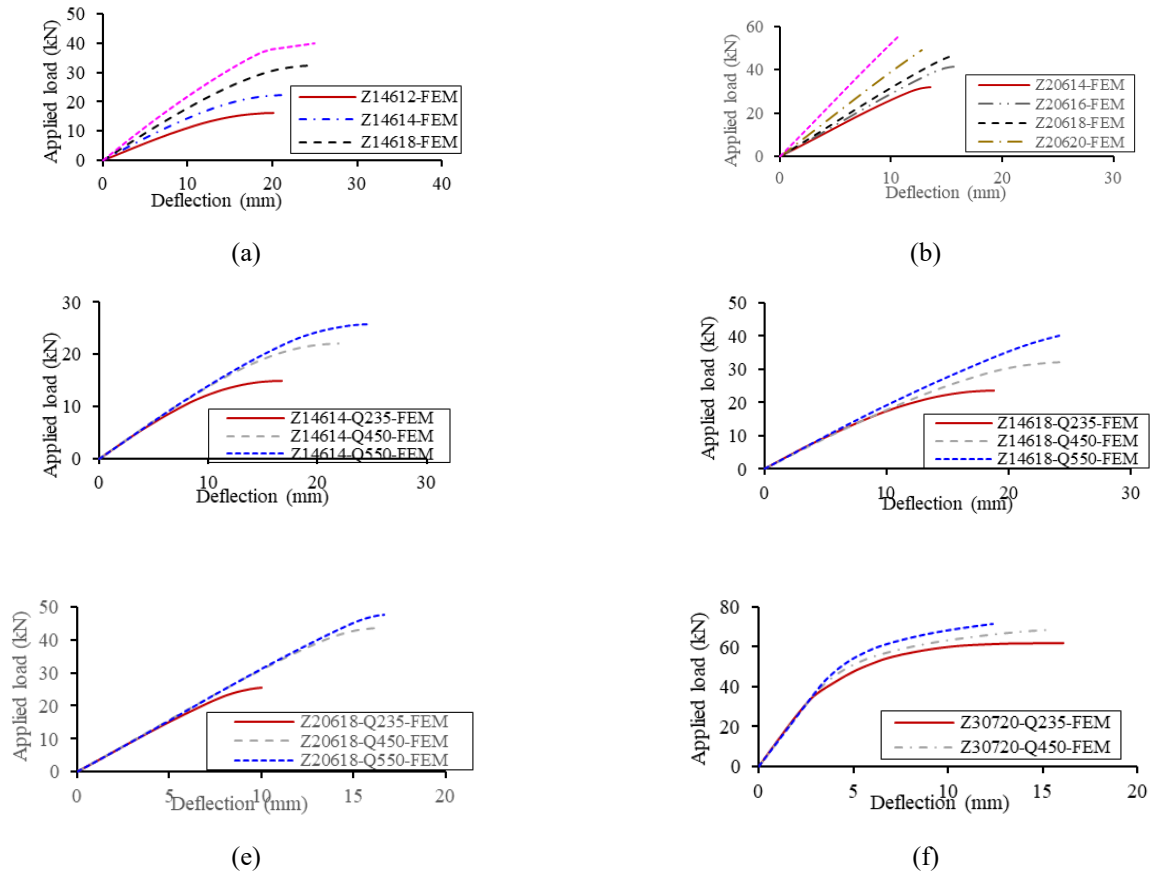 50
40
30
20
10
0
Applied load (kN)
0
10
20
30
40
Deflection (mm)
Z14612-FEM
Z14614-FEM
Z14618-FEM
(a)
60
40
20
0
Applied load (kN)
0
10
20
30
Deflection (mm)
Z20614-FEM
Z20616-FEM
Z20618-FEM
Z20620-FEM
(b)
30
20
10
0
Applied load (kN)
0
10
20
30
Deflection (mm)
Z14614-Q235-FEM
Z14614-Q450-FEM
Z14614-Q550-FEM
50
40
30
20
10
0
Applied load (kN)
0
10
20
30
Deflection (mm)
Z14618-Q235-FEM
Z14618-Q450-FEM
Z14618-Q550-FEM
50
40
30
20
10
0
Applied load (kN)
0
5
10
15
20
Deflection (mm)
Z20618-Q235-FEM
Z20618-Q450-FEM
Z20618-Q550-FEM
(e)
80
60
40
20
0
Applied load (kN)
0
5
10
15
20
Deflection (mm)
Z30720-Q235-FEM
Z30720-Q450-FEM
(f)